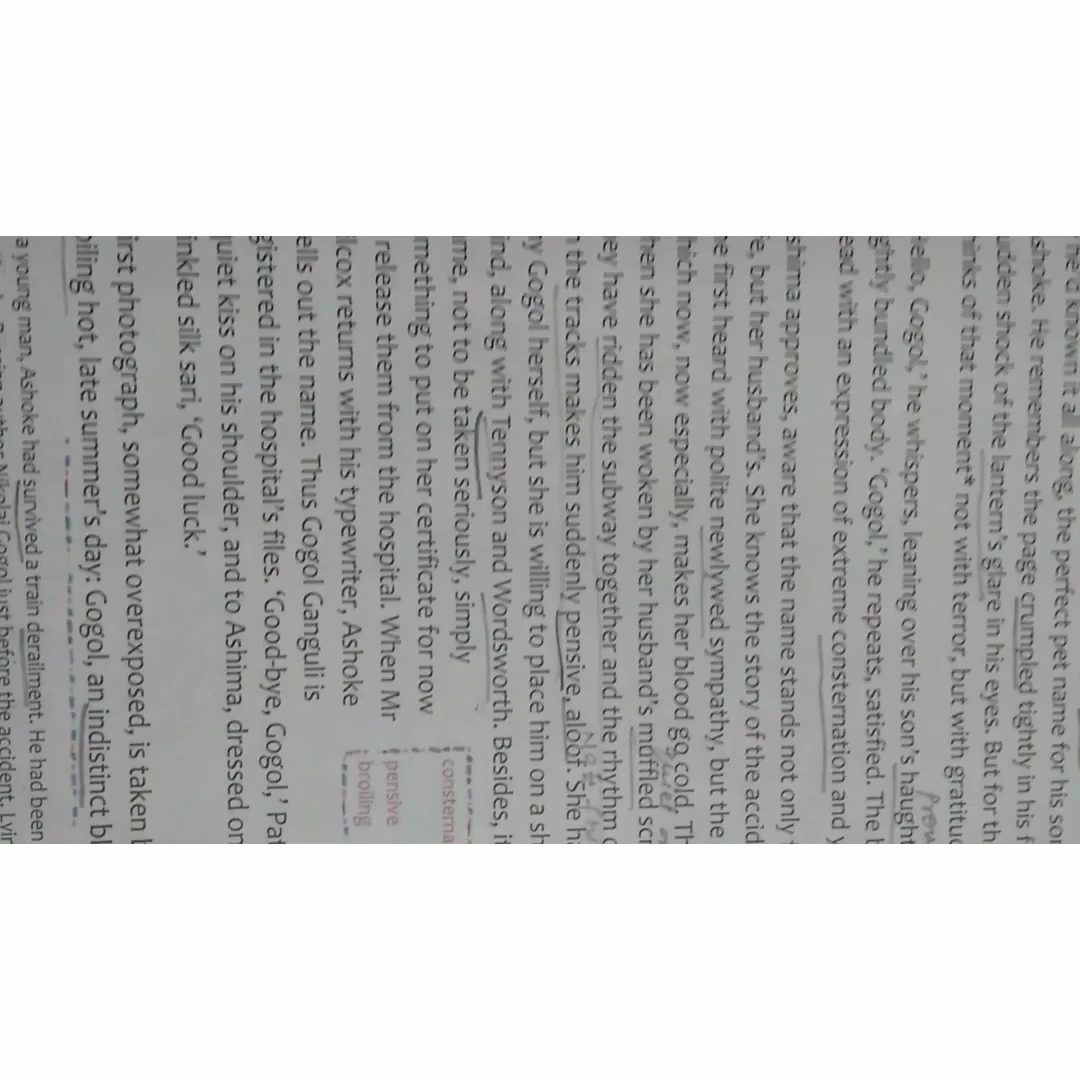 known it all along, the perfect pet name for his
shoke. He remembers the page crumpled tightly in his
udden shock of the lantern's glare in his eyes. But for th
hinks of that moment* not with terror, but with gratitu
ello, Gogol,' he whispers, leaning over his son's haught
ghtly bundled body. 'Gogol,' he repeats, satisfied. The
ead with an expression of extreme consternation and y
shima approves, aware that the name stands not only
e, but her husband's. She knows the story of the accid
e first heard with polite newlywed sympathy, but the
hich now, now especially, makes her blood go cold. Th
hen she has been woken by her husband's muffled scr
ey have ridden the subway together and the rhythm
the tracks makes him suddenly pensive, aloof. She h
y Gogol herself, but she is willing to place him on a sh
ind, along with Tennyson and Wordsworth. Besides, it
me, not to be taken seriously, simply
mething to put on her certificate for now
release them from the hospital. When Mr
lcox returns with his typewriter, Ashoke
ells out the name. Thus Gogol Ganguli is
gistered in the hospital's files. 'Good-bye, Gogol,' Pat
uiet kiss on his shoulder, and to Ashima, dressed on
inkled silk sari, 'Good luck.'
irst photograph, somewhat overexposed, is taken
oiling hot, late summer's day: Gogol, an indistinct bl
consterna
pensive
broiling
a young man, Ashoke had survived a train derailment. He had been
Nikolai Gogol just before the accident. Lyin